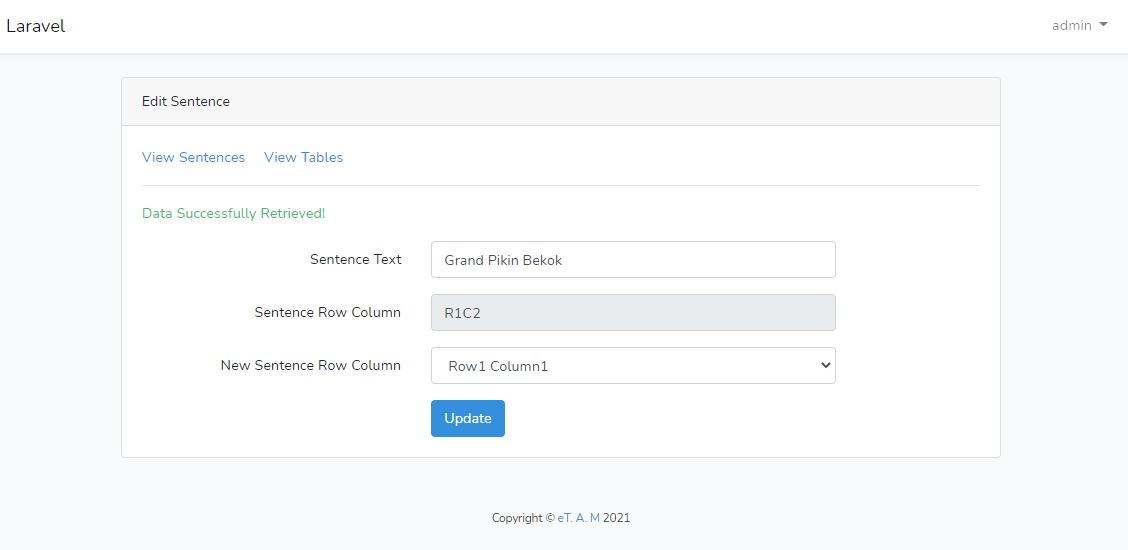 Laravel admin
Edit Sentence
View Sentences View Tables
Data Successfully Retrieved!
Sentence Text Grand Pikin Bekok
Sentence Row Column R1C2
New Sentence Row Column Row1 Column1
Update
Copyright © eT. A. M 2021